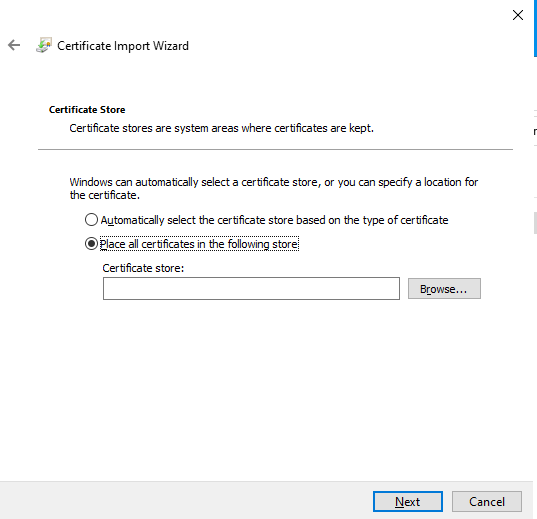 Certificate Import Wizard
Certificate Store
Certificate stores are system areas where certificates are kept.
Windows can automatically select a certificate store, or you can specify a location for
the certificate.
Automatically select the certificate store based on the type of certificate
Place all certificates in the following store
Certificate store:
Browse...
Next
Cancel